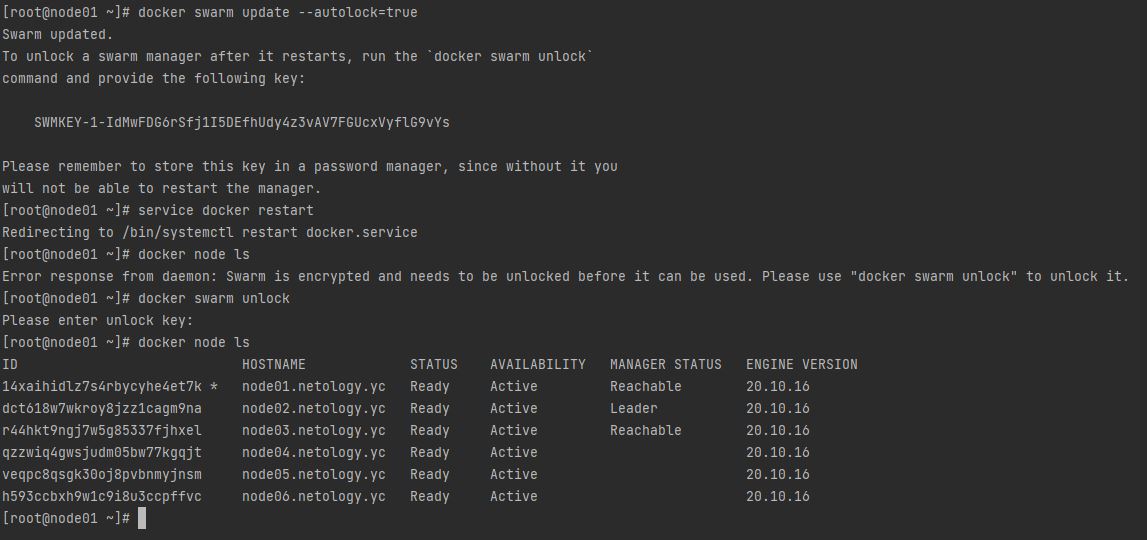 [root@node01 ~]# docker swarm update --autolock=true
Swarm updated.
To unlock a swarm manager after it restarts, run the `docker swarm unlock`
command and provide the following key:
SWMKEY-1-IdMwFDG6rSfj1I5DEfhUdy4z3vAV7FGUcxVyflG9vYs
Please remember to store this key in a password manager, since without it you
will not be able to restart the manager.
[root@node01 ~]# service docker restart
Redirecting to /bin/systemctl restart docker.service
[root@node01 ~]# docker node ls
Error response from daemon: Swarm is encrypted and needs to be unlocked before it can be used. Please use "docker swarm unlock" to unlock it.
[root@node01 ~]# docker swarm unlock
Please enter unlock key:
[root@node01 ~]# docker node ls
ID HOSTNAME STATUS AVAILABILITY MANAGER STATUS ENGINE VERSION
14xaihidlz7s4rbycyhe4et7k * node01.netology.yc Ready Active Reachable 20.10.16
dct618w7wkroy8jzz1cagm9na node02.netology.yc Ready Active Leader 20.10.16
r44hkt9ngj7w5g85337fjhxel node03.netology.yc Ready Active Reachable 20.10.16
qzzwiq4gwsjudm05bw77kgqjt node04.netology.yc Ready Active 20.10.16
veqpc8qsgk30oj8pvbnmyjnsm node05.netology.yc Ready Active 20.10.16
h593ccbxh9w1c9i8u3ccpffvc node06.netology.yc Ready Active 20.10.16
[root@node01 ~]#